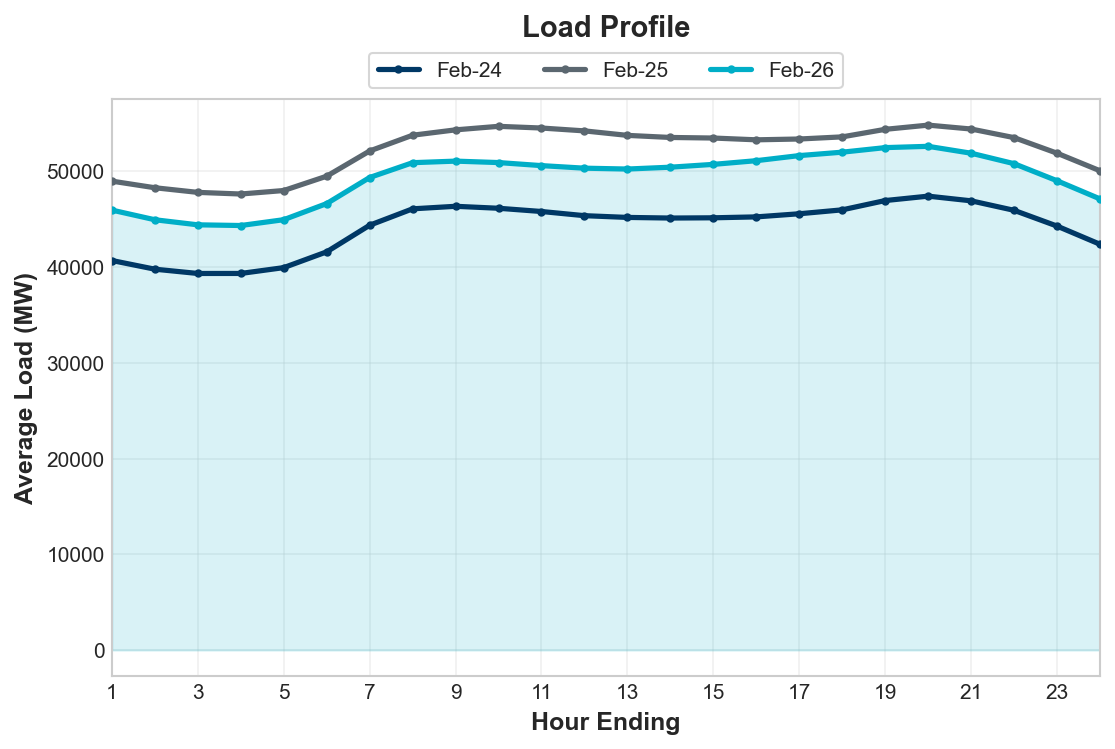 Load Profile
Feb-24 Feb-25 Feb-26
Average Load (MW)
50000
40000
30000
20000
10000
0
1 3 5 7 9 11 13 15 17 19 21 23
Hour Ending